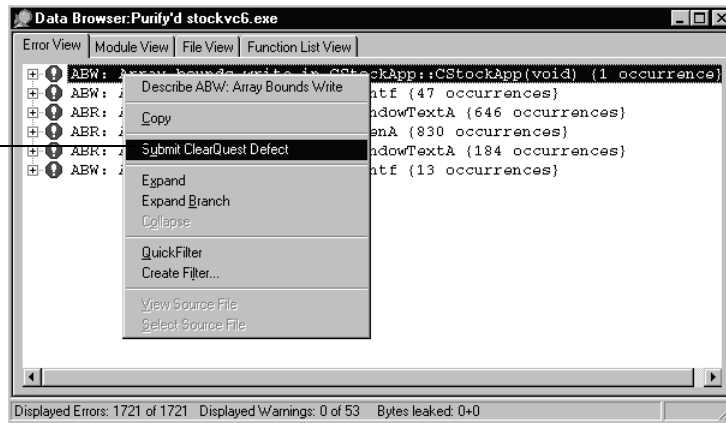 Data Browser:Purify'd stockvc6.exe
Error View Module View File View Function List View
ABW: Array bounds write in CStockApp::CStockApp(void) {1 occurrence}
ABW: ntf {47 occurrences}
ABR: ndowTextA {646 occurrences}
ABR: enA {830 occurrences}
ABR: ndowTextA {184 occurrences}
ABW: ntf {13 occurrences}
Describe ABW: Array Bounds Write
Copy
Submit ClearQuest Defect
Expand
Expand Branch
Collapse
QuickFilter
Create Filter...
View Source File
Select Source File
Displayed Errors: 1721 of 1721 Displayed Warnings: 0 of 53 Bytes leaked: 0+0